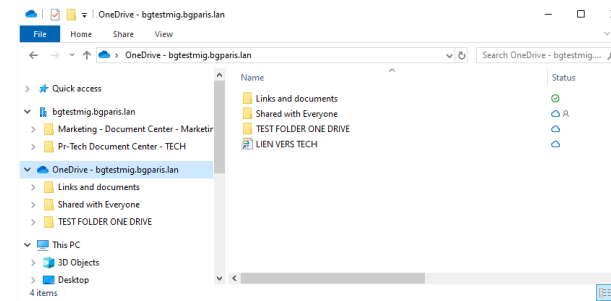 OneDrive - bgtestmig.bgparis.lan
File Home Share View
OneDrive - bgtestmig.bgparis.lan Search OneDrive - bgtestmig....
Name Status
Quick access
bgtestmig.bgparis.lan
Marketing - Document Center - Marketin
Pr-Tech Document Center - TECH
OneDrive - bgtestmig.bgparis.lan
Links and documents
Shared with Everyone
TEST FOLDER ONE DRIVE
This PC
3D Objects
Desktop
Links and documents
Shared with Everyone
TEST FOLDER ONE DRIVE
LIEN VERS TECH
4 items